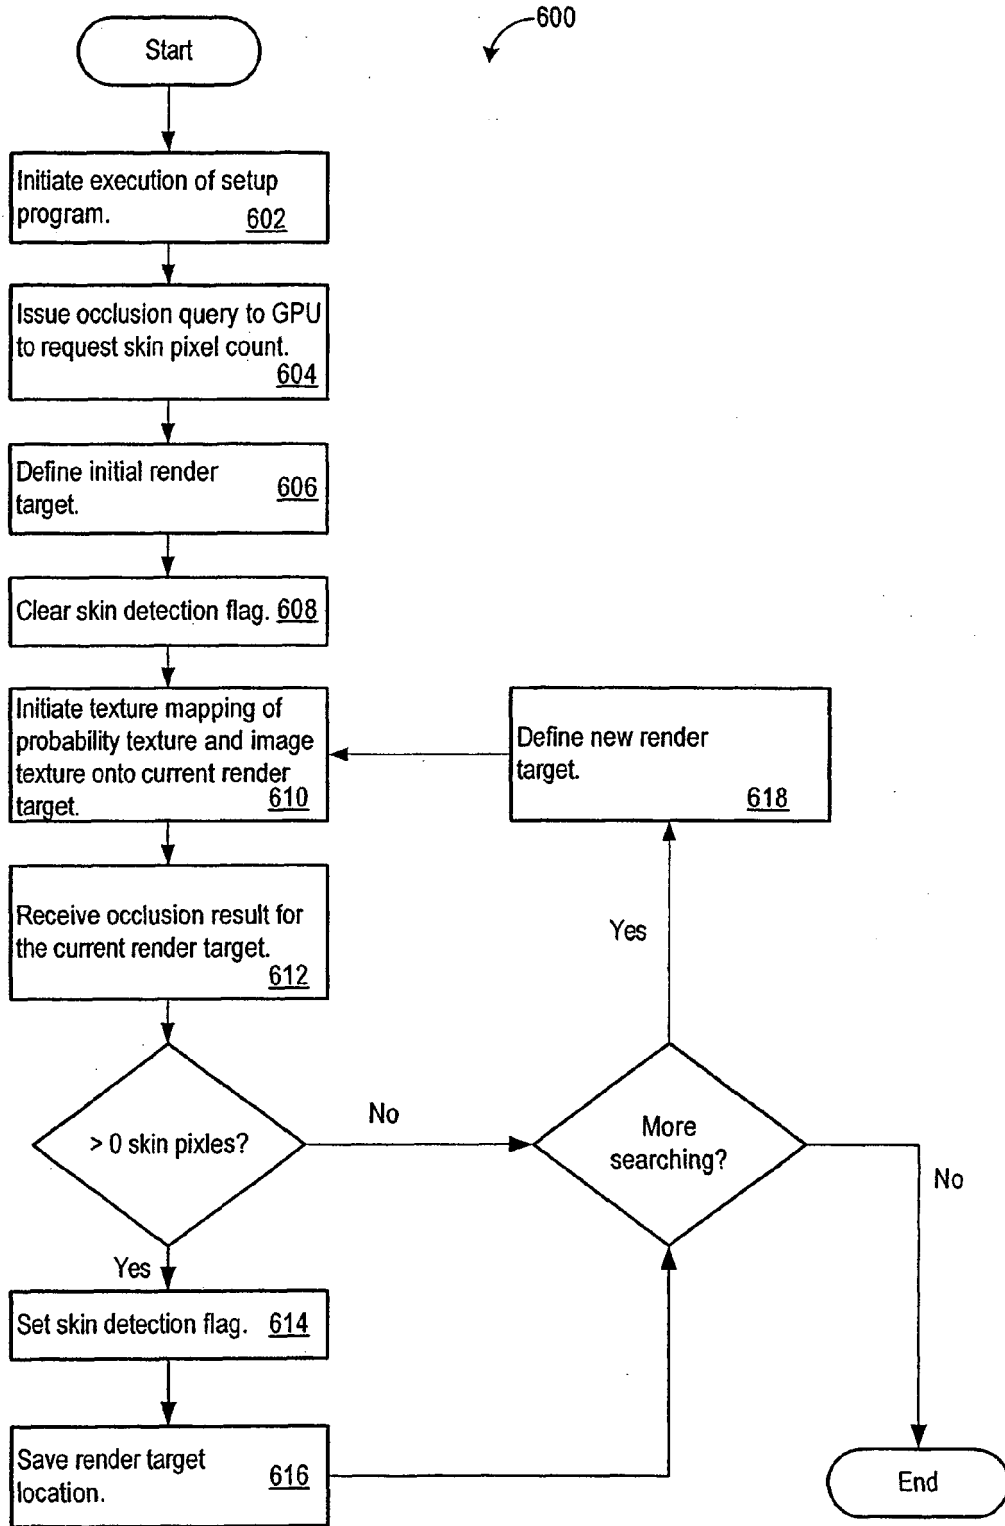 600
Start
Initiate execution of setup
program.
602
Issue occlusion query to GPU
to request skin pixel count.
604
Define initial render
target.
606
Clear skin detection flag. 608
Initiate texture mapping of
probability texture and image
texture onto current render
target.
610
Define new render
target.
618
Receive occlusion result for
the current render target.
612
Yes
> 0 skin pixles?
No
More
searching?
No
Yes
Set skin detection flag. 614
Save render target
location.
616
End